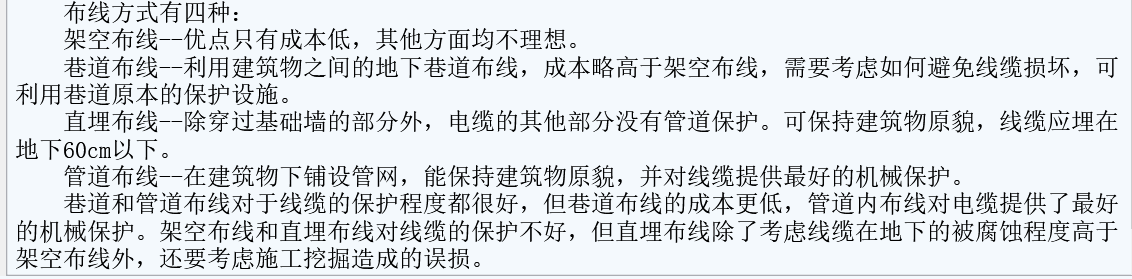 布线方式有四种：
架空布线--优点只有成本低，其他方面均不理想。
巷道布线--利用建筑物之间的地下巷道布线，成本略高于架空布线，需要考虑如何避免线缆损坏，可
利用巷道原本的保护设施。
直埋布线--除穿过基础墙的部分外，电缆的其他部分没有管道保护。可保持建筑物原貌，线缆应埋在
地下60cm以下。
管道布线--在建筑物下铺设管网，能保持建筑物原貌，并对线缆提供最好的机械保护。
巷道和管道布线对于线缆的保护程度都很好，但巷道布线的成本更低，管道内布线对电缆提供了最好
的机械保护。架空布线和直埋布线对线缆的保护不好，但直埋布线除了考虑线缆在地下的被腐蚀程度高于
架空布线外，还要考虑施工挖掘造成的误损。